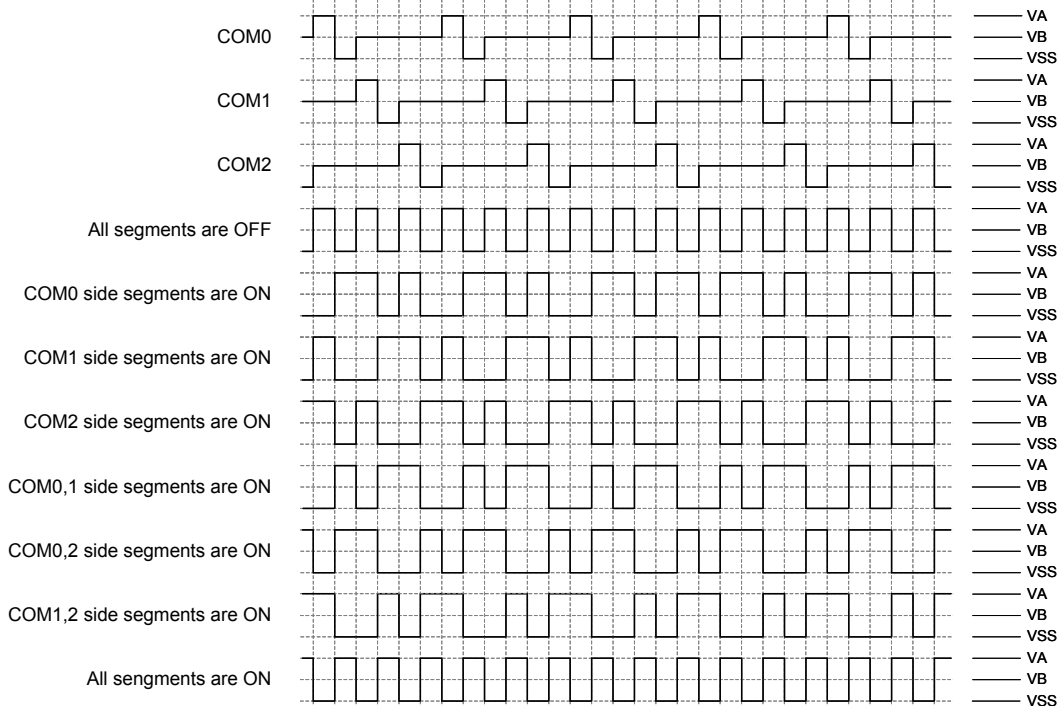 COM0
VA
VB
VSS
COM1
VA
VB
VSS
COM2
VA
VB
VSS
All segments are OFF
VA
VB
VSS
COM0 side segments are ON
VA
VB
VSS
COM1 side segments are ON
VA
VB
VSS
COM2 side segments are ON
VA
VB
VSS
COM0,1 side segments are ON
VA
VB
VSS
COM0,2 side segments are ON
VA
VB
VSS
COM1,2 side segments are ON
VA
VB
VSS
All sengments are ON
VA
VB
VSS